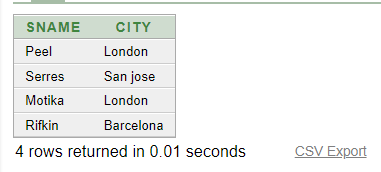 SNAME CITY
Peel London
Serres San jose
Motika London
Rifkin Barcelona
4 rows returned in 0.01 seconds CSV Export